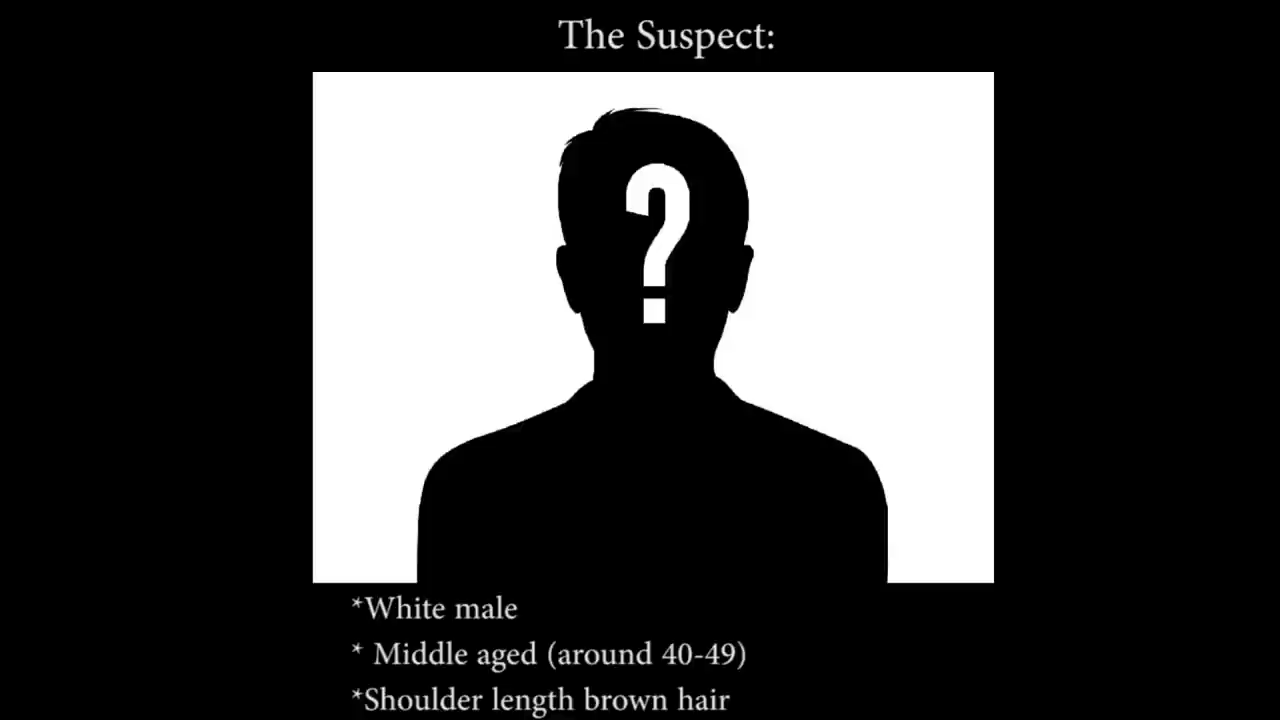 The Suspect:
?
*White male
* Middle aged (around 40-49)
*Shoulder length brown hair